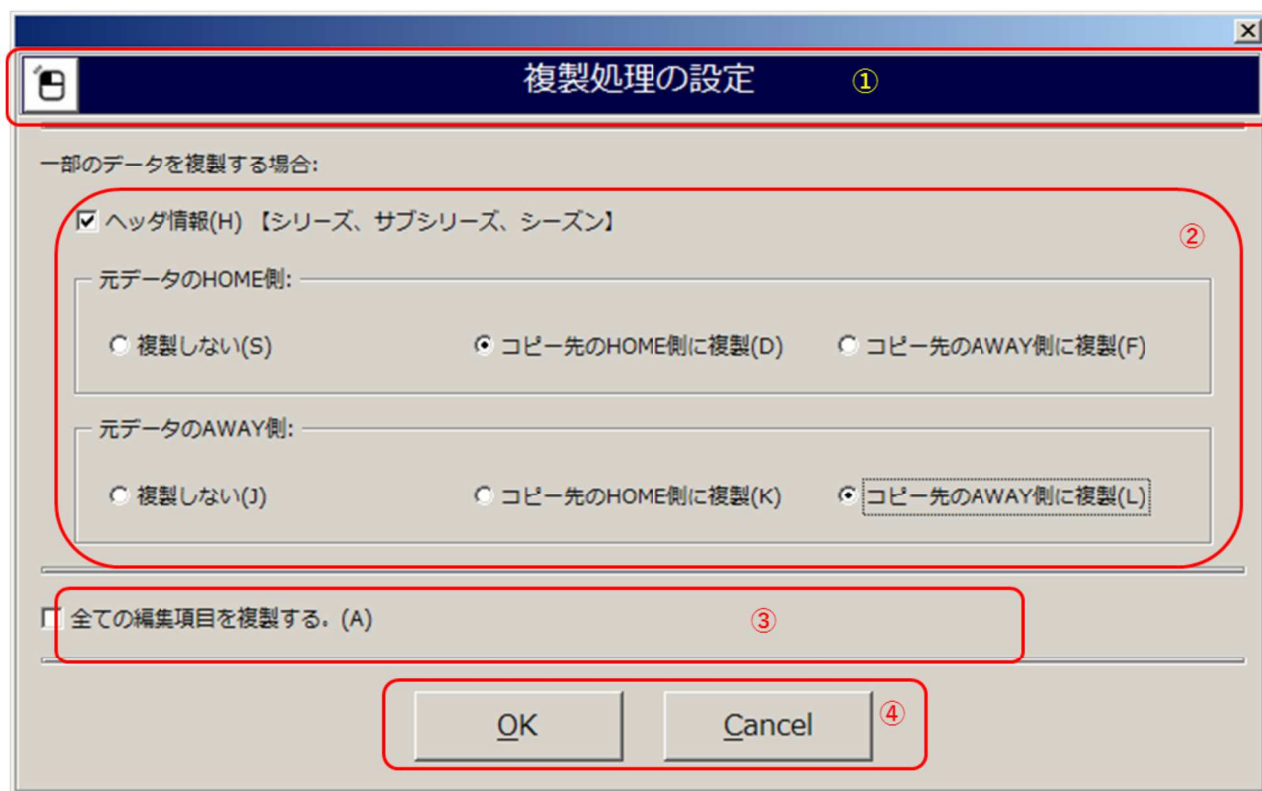 複製処理の設定 ①
一部のデータを複製する場合:
ヘッダ情報(H) 【シリーズ、サブシリーズ、シーズン】 ②
元データのHOME側:
複製しない(S) コピー先のHOME側に複製(D) コピー先のAWAY側に複製(F)
元データのAWAY側:
複製しない(J) コピー先のHOME側に複製(K) コピー先のAWAY側に複製(L)
全ての編集項目を複製する。(A) ③
OK Cancel ④